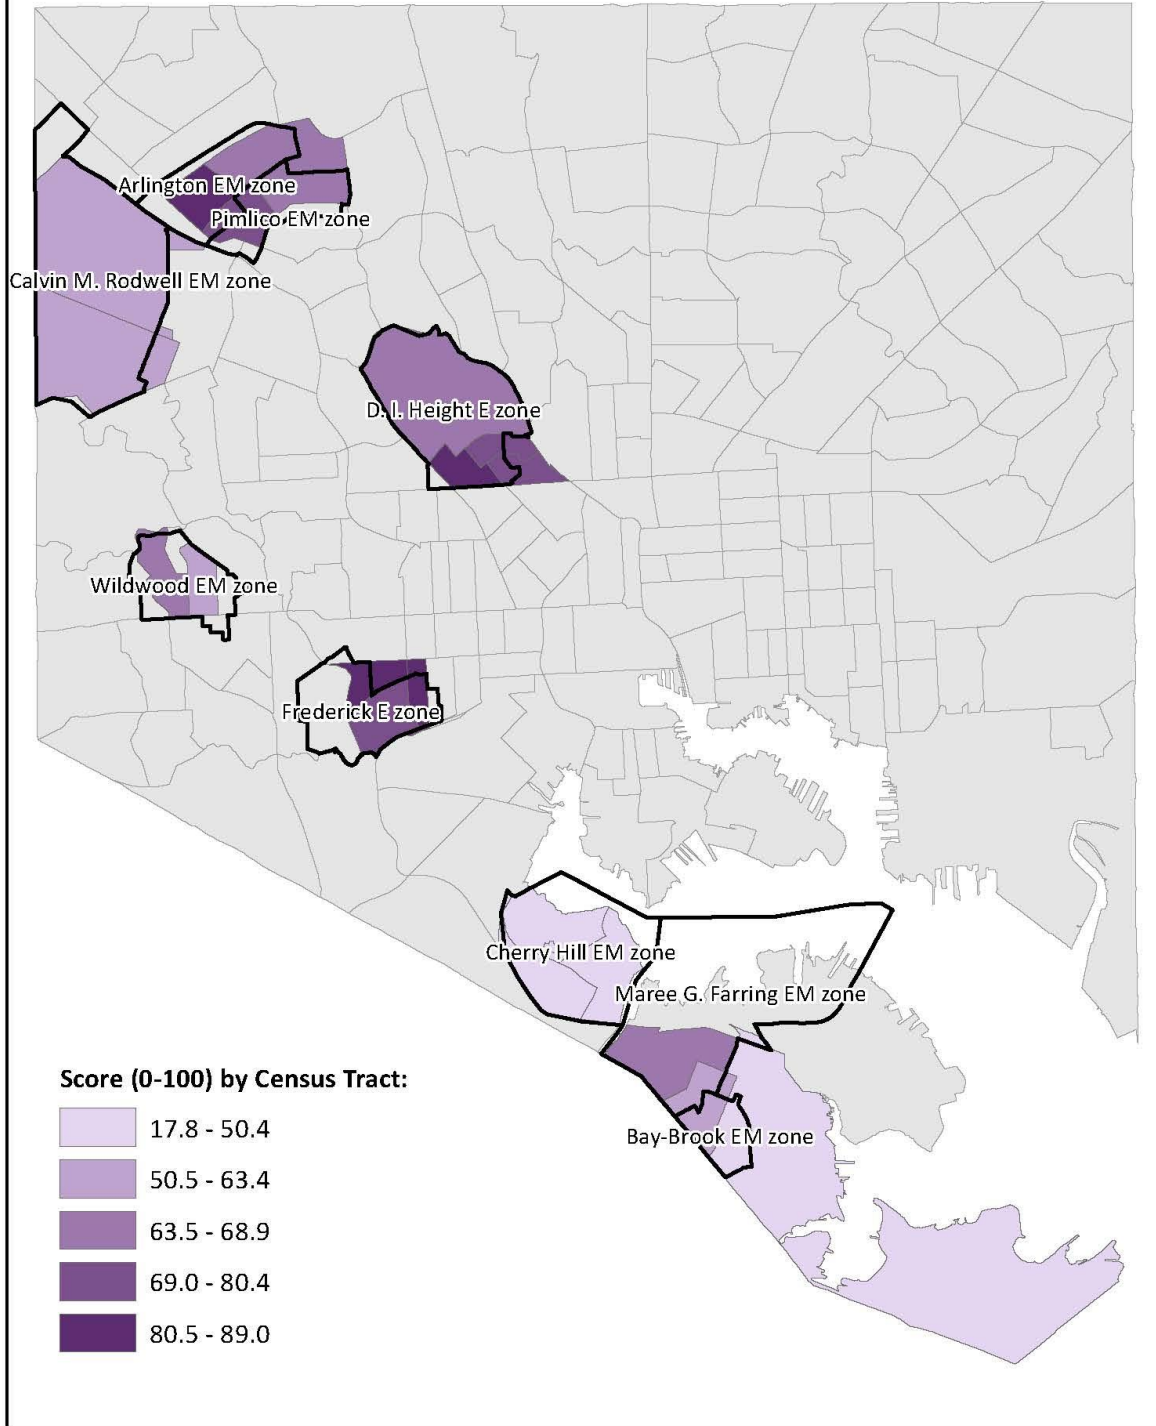 Arlington EM zone
Pimlico EM zone
Calvin M. Rodwell EM zone
D. I. Height E zone
Wildwood EM zone
Frederick E zone
Cherry Hill EM zone
Maree G. Farring EM zone
Bay-Brook EM zone
Score (0-100) by Census Tract:
17.8 - 50.4
50.5 - 63.4
63.5 - 68.9
69.0 - 80.4
80.5 - 89.0